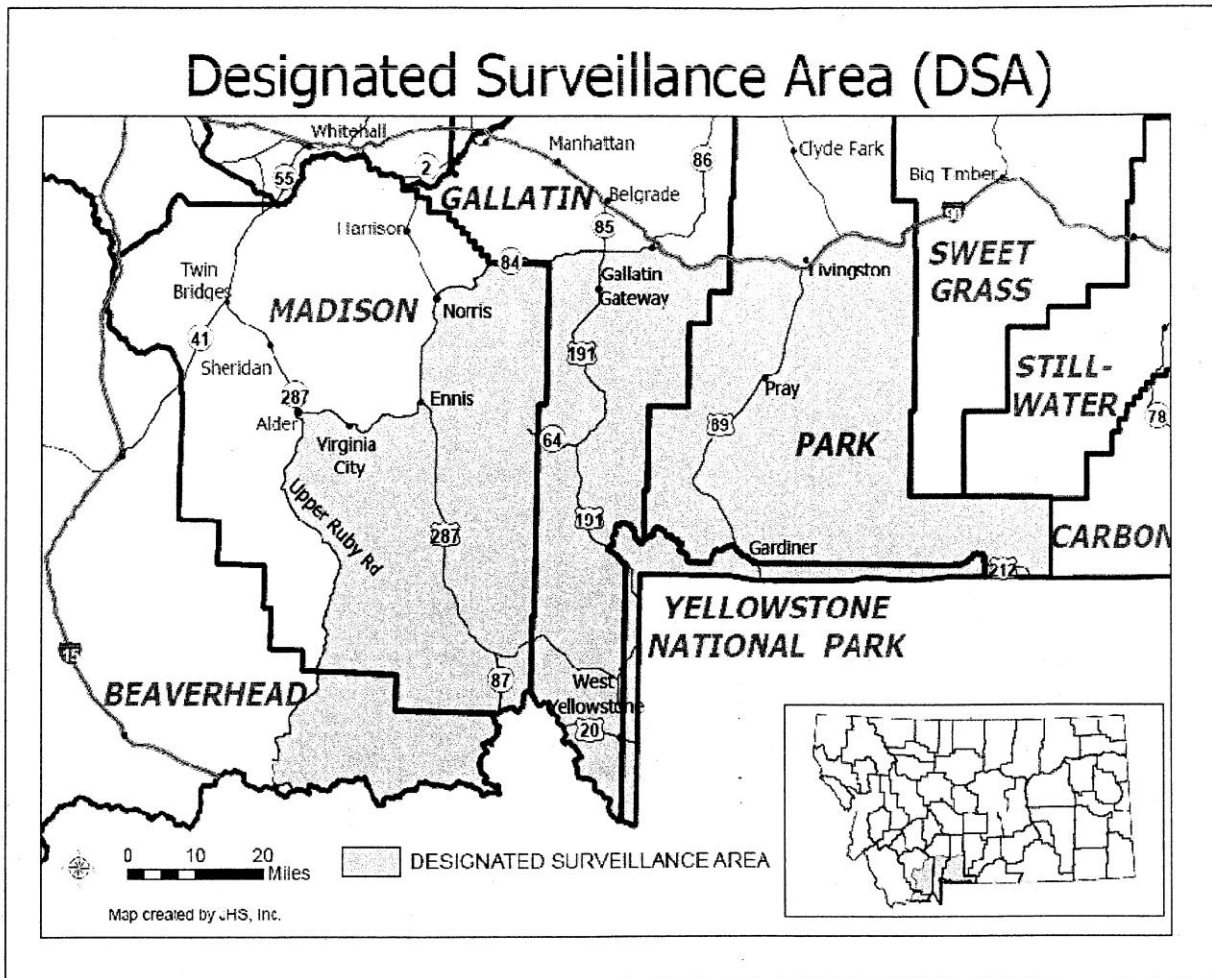 Designated Surveillance Area (DSA)
Whitehall
Manhattan
86
Clyde Park
Big Timber
55
2
GALLATIN
Belgrade
90
85
Harrison
SWEET
GRASS
84
Twin
Bridges
Gallatin
Gateway
Livingston
MADISON
Norris
41
191
Sheridan
Pray
STILL-
WATER
287
Ennis
78
Alder
89
64
PARK
Virginia
City
Upper Ruby Rd
191
287
Gardiner
CARBON
212
YELLOWSTONE
NATIONAL PARK
15
BEAVERHEAD
87
West
Yellowstone
20
0 10 20
Miles
DESIGNATED SURVEILLANCE AREA
Map created by JHS, Inc.